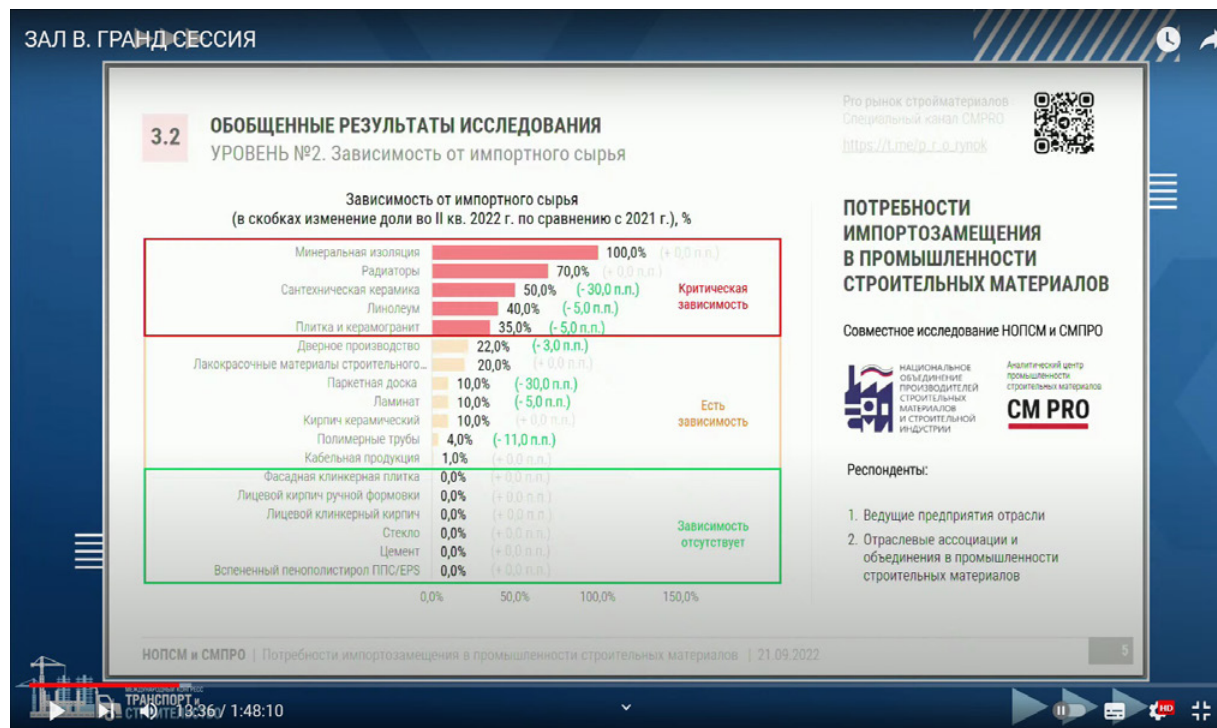 ЗАЛ В. ГРАНД СЕССИЯ
3.2
ОБОБЩЕННЫЕ РЕЗУЛЬТАТЫ ИССЛЕДОВАНИЯ
УРОВЕНЬ №2. Зависимость от импортного сырья
Pro рынок стройматериалов
Специальный канал СМPRO
https://t.me/p_r_o_rynok
Зависимость от импортного сырья
(в скобках изменение доли во II кв. 2022 г. по сравнению с 2021 г.), %
Минеральная изоляция 100,0% (+ 0,0 п.п.)
Радиаторы 70,0% (+ 0,0 п.п.)
Сантехническая керамика 50,0% (- 30,0 п.п.)
Линолеум 40,0% (- 5,0 п.п.)
Плитка и керамогранит 35,0% (- 5,0 п.п.)
Критическая
зависимость
Дверное производство 22,0% (- 3,0 п.п.)
Лакокрасочные материалы строительного... 20,0% (+ 0,0 п.п.)
Паркетная доска 10,0% (- 30,0 п.п.)
Ламинат 10,0% (- 5,0 п.п.)
Кирпич керамический 10,0% (+ 0,0 п.п.)
Полимерные трубы 4,0% (- 11,0 п.п.)
Кабельная продукция 1,0% (+ 0,0 п.п.)
Есть
зависимость
Фасадная клинкерная плитка 0,0% (+ 0,0 п.п.)
Лицевой кирпич ручной формовки 0,0% (+ 0,0 п.п.)
Лицевой клинкерный кирпич 0,0% (+ 0,0 п.п.)
Стекло 0,0% (+ 0,0 п.п.)
Цемент 0,0% (+ 0,0 п.п.)
Вспененный пенополистирол ППС/EPS 0,0% (+ 0,0 п.п.)
Зависимость
отсутствует
0,0% 50,0% 100,0% 150,0%
ПОТРЕБНОСТИ
ИМПОРТОЗАМЕЩЕНИЯ
В ПРОМЫШЛЕННОСТИ
СТРОИТЕЛЬНЫХ МАТЕРИАЛОВ
Совместное исследование НОПСМ и СМПРО
НАЦИОНАЛЬНОЕ
ОБЪЕДИНЕНИЕ
ПРОИЗВОДИТЕЛЕЙ
СТРОИТЕЛЬНЫХ
МАТЕРИАЛОВ
И СТРОИТЕЛЬНОЙ
ИНДУСТРИИ
Аналитический центр
промышленности
строительных материалов
СМ PRO
Респонденты:
1. Ведущие предприятия отрасли
2. Отраслевые ассоциации и
объединения в промышленности
строительных материалов
НОПСМ и СМПРО | Потребности импортозамещения в промышленности строительных материалов | 21.09.2022
5
МЕЖДУНАРОДНЫЙ КОНГРЕСС
ТРАНСПОРТ И
СТРОИТЕЛЬСТВО
13:36 / 1:48:10
HD